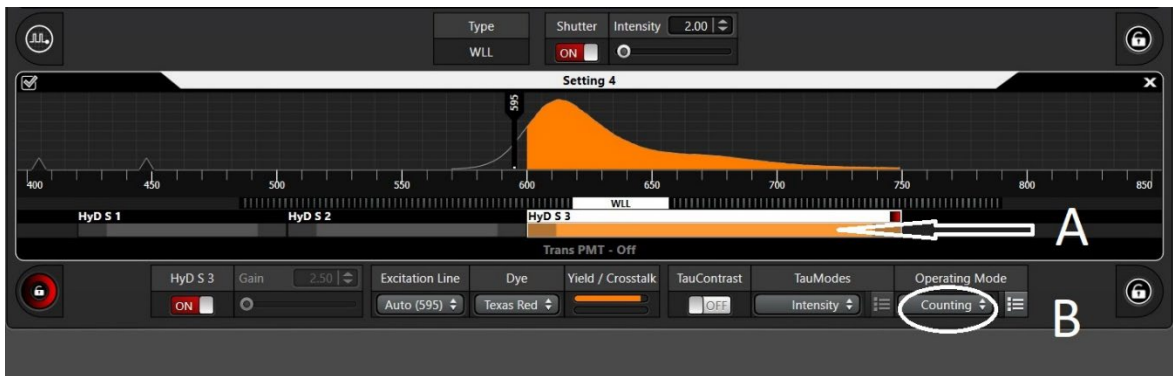 Type Shutter Intensity 2.00
WLL ON
Setting 4 X
595
400 450 500 550 600 650 700 750 800 850
WLL
HyD S 1 HyD S 2 HyD S 3
A
Trans PMT - Off
HyD S 3 Gain 2.50 Excitation Line Dye Yield / Crosstalk TauContrast TauModes Operating Mode
ON Auto (595) Texas Red OFF Intensity Counting
B